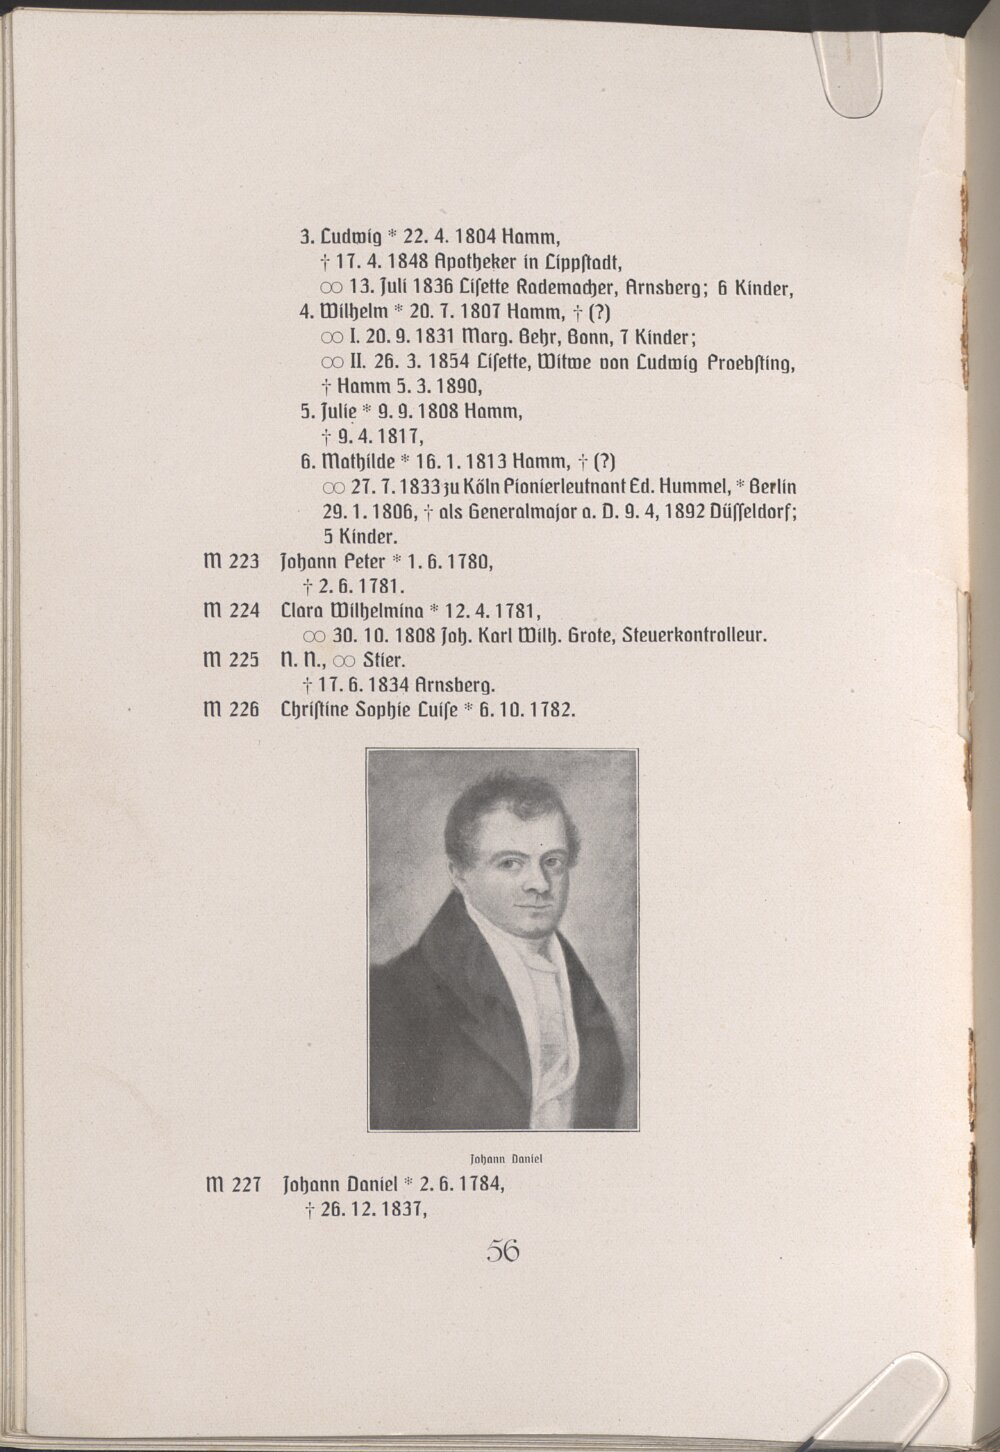 3. Ludwig * 22. 4. 1804 Hamm,
† 17. 4. 1848 Apotheker in Lippſtadt,
∞ 13. Juli 1836 Liſette Rademacher, Arnsberg; 6 Kinder,
4. Wilhelm * 20. 7. 1807 Hamm, † (?)
∞ I. 20. 9. 1831 Marg. Behr, Bonn, 7 Kinder;
∞ II. 26. 3. 1854 Liſette, Witwe von Ludwig Proebſting,
† Hamm 5. 3. 1890,
5. Julie * 9. 9. 1808 Hamm,
† 9. 4. 1817,
6. Mathilde * 16. 1. 1813 Hamm, † (?)
∞ 27. 7. 1833 zu Köln Pionierleutnant Ed. Hummel, * Berlin
29. 1. 1806, † als Generalmajor a. D. 9. 4, 1892 Düſſeldorf;
5 Kinder.
M 223 Johann Peter * 1. 6. 1780,
† 2. 6. 1781.
M 224 Clara Wilhelmina * 12. 4. 1781,
∞ 30. 10. 1808 Joh. Karl Wilh. Grote, Steuerkontrolleur.
M 225 N. N., ∞ Stier.
† 17. 6. 1834 Arnsberg.
M 226 Chriſtine Sophie Luiſe * 6. 10. 1782.
Johann Daniel
M 227 Johann Daniel * 2. 6. 1784,
† 26. 12. 1837,
56